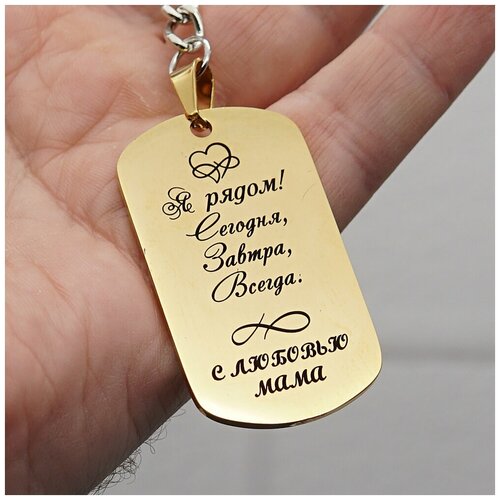 Я рядом!
Сегодня,
Завтра,
Всегда.
С ЛЮБОВЬЮ
МАМА